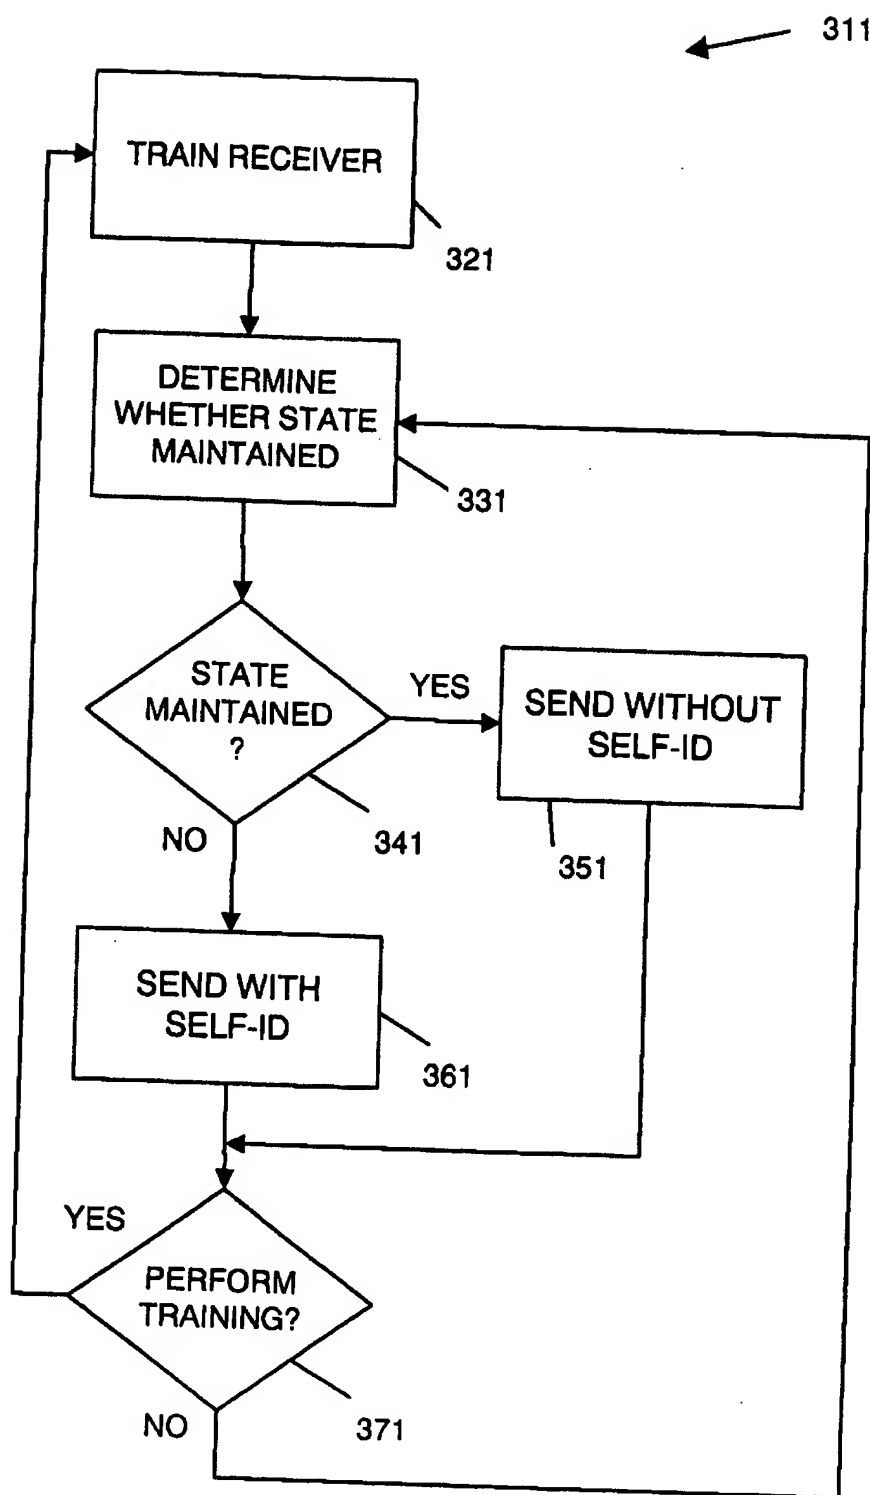 311
TRAIN RECEIVER
321
DETERMINE
WHETHER STATE
MAINTAINED
331
STATE
MAINTAINED
?
YES
SEND WITHOUT
SELF-ID
NO
341
351
SEND WITH
SELF-ID
361
YES
PERFORM
TRAINING?
NO
371